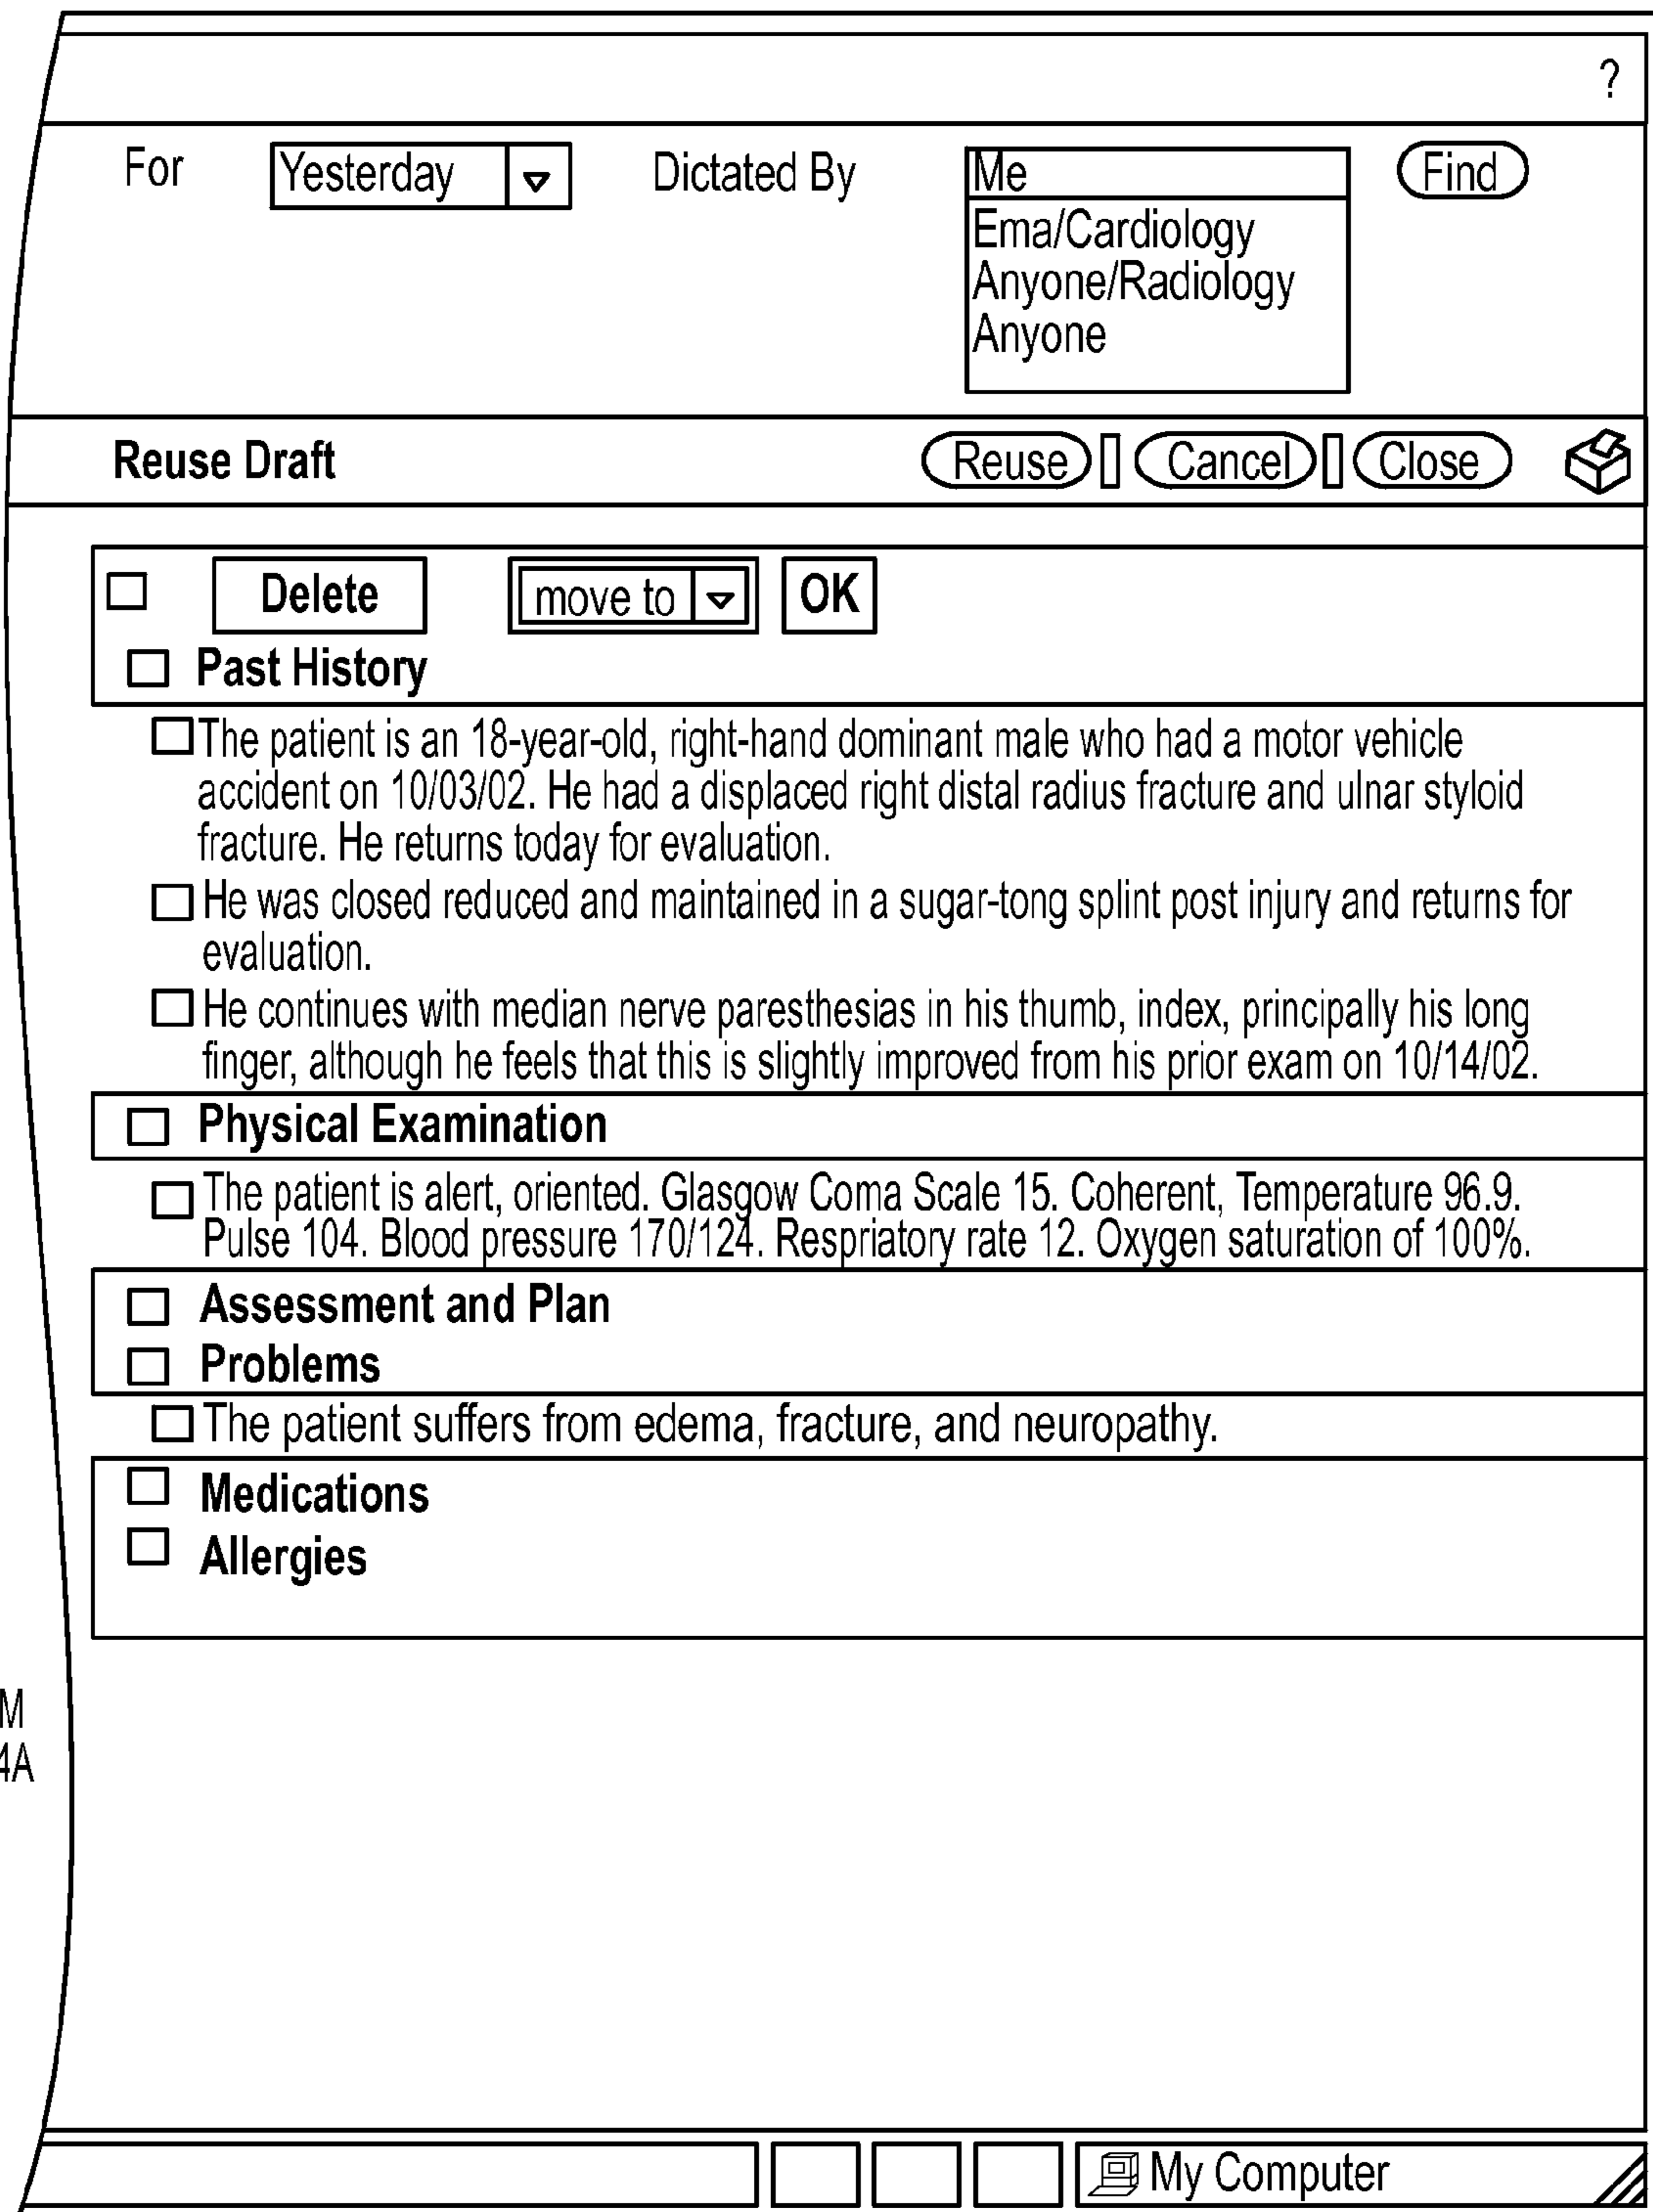 ?
For Yesterday Dictated By Me Find
Ema/Cardiology
Anyone/Radiology
Anyone
Reuse Draft Reuse Cancel Close
Delete move to OK
Past History
The patient is an 18-year-old, right-hand dominant male who had a motor vehicle
accident on 10/03/02. He had a displaced right distal radius fracture and ulnar styloid
fracture. He returns today for evaluation.
He was closed reduced and maintained in a sugar-tong splint post injury and returns for
evaluation.
He continues with median nerve paresthesias in his thumb, index, principally his long
finger, although he feels that this is slightly improved from his prior exam on 10/14/02.
Physical Examination
The patient is alert, oriented. Glasgow Coma Scale 15. Coherent, Temperature 96.9.
Pulse 104. Blood pressure 170/124. Respriatory rate 12. Oxygen saturation of 100%.
Assessment and Plan
Problems
The patient suffers from edema, fracture, and neuropathy.
Medications
Allergies
M
4A
My Computer